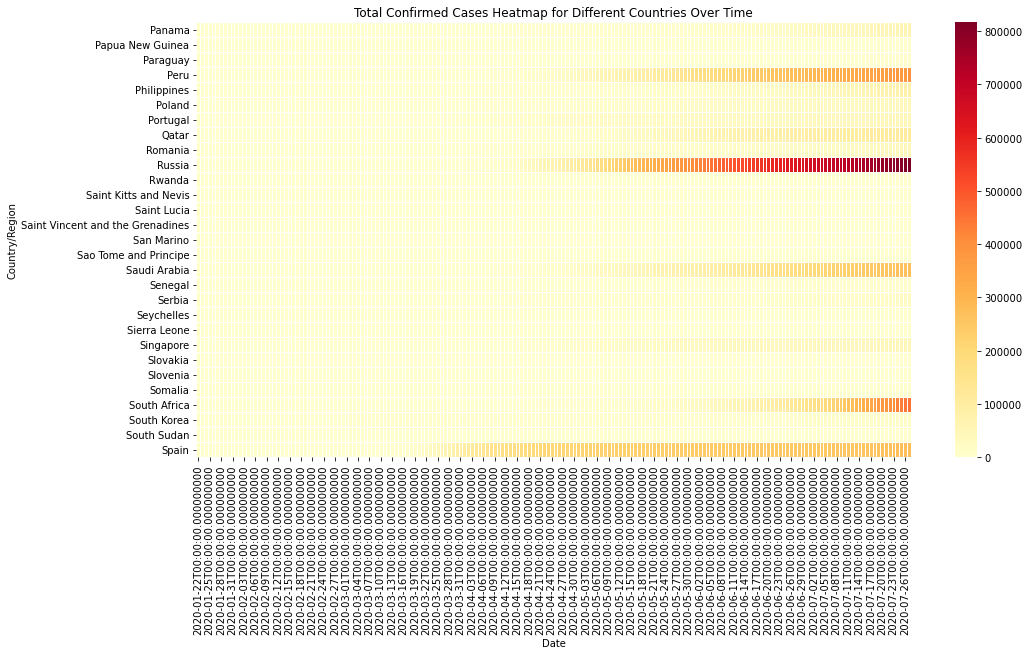 Total Confirmed Cases Heatmap for Different Countries Over Time
Country/Region
Panama
Papua New Guinea
Paraguay
Peru
Philippines
Poland
Portugal
Qatar
Romania
Russia
Rwanda
Saint Kitts and Nevis
Saint Lucia
Saint Vincent and the Grenadines
San Marino
Sao Tome and Principe
Saudi Arabia
Senegal
Serbia
Seychelles
Sierra Leone
Singapore
Slovakia
Slovenia
Somalia
South Africa
South Korea
South Sudan
Spain
2020-01-22T00:00:00.000000000
2020-01-25T00:00:00.000000000
2020-01-28T00:00:00.000000000
2020-01-31T00:00:00.000000000
2020-02-03T00:00:00.000000000
2020-02-06T00:00:00.000000000
2020-02-09T00:00:00.000000000
2020-02-12T00:00:00.000000000
2020-02-15T00:00:00.000000000
2020-02-18T00:00:00.000000000
2020-02-21T00:00:00.000000000
2020-02-24T00:00:00.000000000
2020-02-27T00:00:00.000000000
2020-03-01T00:00:00.000000000
2020-03-04T00:00:00.000000000
2020-03-07T00:00:00.000000000
2020-03-10T00:00:00.000000000
2020-03-13T00:00:00.000000000
2020-03-16T00:00:00.000000000
2020-03-19T00:00:00.000000000
2020-03-22T00:00:00.000000000
2020-03-25T00:00:00.000000000
2020-03-28T00:00:00.000000000
2020-03-31T00:00:00.000000000
2020-04-03T00:00:00.000000000
2020-04-06T00:00:00.000000000
2020-04-09T00:00:00.000000000
2020-04-12T00:00:00.000000000
2020-04-15T00:00:00.000000000
2020-04-18T00:00:00.000000000
2020-04-21T00:00:00.000000000
2020-04-24T00:00:00.000000000
2020-04-27T00:00:00.000000000
2020-04-30T00:00:00.000000000
2020-05-03T00:00:00.000000000
2020-05-06T00:00:00.000000000
2020-05-09T00:00:00.000000000
2020-05-12T00:00:00.000000000
2020-05-15T00:00:00.000000000
2020-05-18T00:00:00.000000000
2020-05-21T00:00:00.000000000
2020-05-24T00:00:00.000000000
2020-05-27T00:00:00.000000000
2020-05-30T00:00:00.000000000
2020-06-02T00:00:00.000000000
2020-06-05T00:00:00.000000000
2020-06-08T00:00:00.000000000
2020-06-11T00:00:00.000000000
2020-06-14T00:00:00.000000000
2020-06-17T00:00:00.000000000
2020-06-20T00:00:00.000000000
2020-06-23T00:00:00.000000000
2020-06-26T00:00:00.000000000
2020-06-29T00:00:00.000000000
2020-07-02T00:00:00.000000000
2020-07-05T00:00:00.000000000
2020-07-08T00:00:00.000000000
2020-07-11T00:00:00.000000000
2020-07-14T00:00:00.000000000
2020-07-17T00:00:00.000000000
2020-07-20T00:00:00.000000000
2020-07-23T00:00:00.000000000
2020-07-26T00:00:00.000000000
Date
800000
700000
600000
500000
400000
300000
200000
100000
0